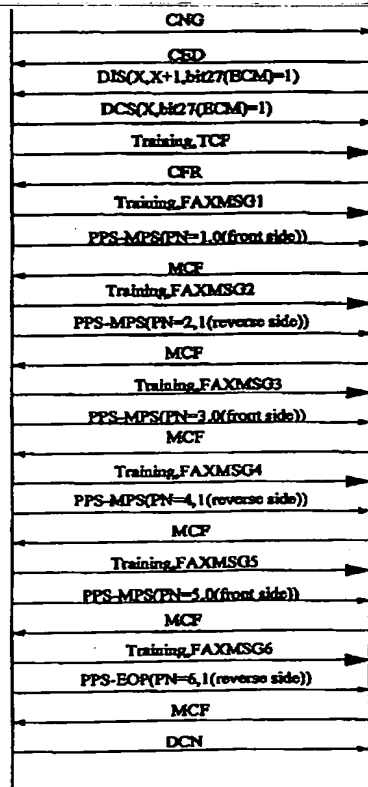 CNG
CED
DIS(X,X+1,bit27(ECM)=1)
DCS(X,bit27(ECM)=1)
Training,TCF
CFR
Training,FAXMSG1
PPS-MPS(PN=1,0(front side))
MCF
Training,FAXMSG2
PPS-MPS(PN=2,1(reverse side))
MCF
Training,FAXMSG3
PPS-MPS(PN=3,0(front side))
MCF
Training,FAXMSG4
PPS-MPS(PN=4,1(reverse side))
MCF
Training,FAXMSG5
PPS-MPS(PN=5,0(front side))
MCF
Training,FAXMSG6
PPS-EOP(PN=6,1(reverse side))
MCF
DCN